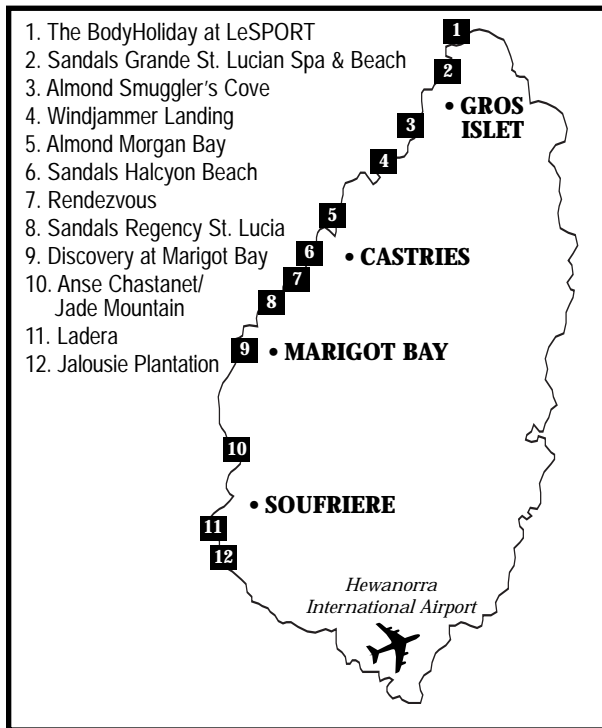 1. The BodyHoliday at LeSPORT
2. Sandals Grande St. Lucian Spa & Beach
3. Almond Smuggler's Cove
4. Windjammer Landing
5. Almond Morgan Bay
6. Sandals Halcyon Beach
7. Rendezvous
8. Sandals Regency St. Lucia
9. Discovery at Marigot Bay
10. Anse Chastanet/
Jade Mountain
11. Ladera
12. Jalousie Plantation
1
2
• GROS
ISLET
3
4
5
6
• CASTRIES
7
8
9
• MARIGOT BAY
10
• SOUFRIERE
11
12
Hewanorra
International Airport